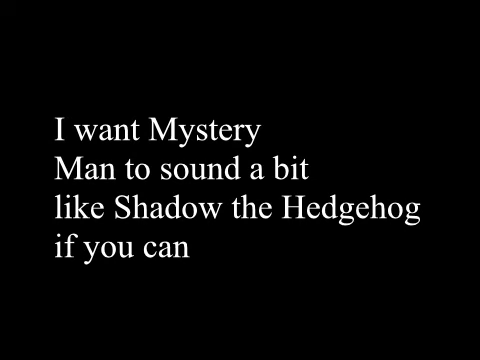 I want Mystery
Man to sound a bit
like Shadow the Hedgehog
if you can